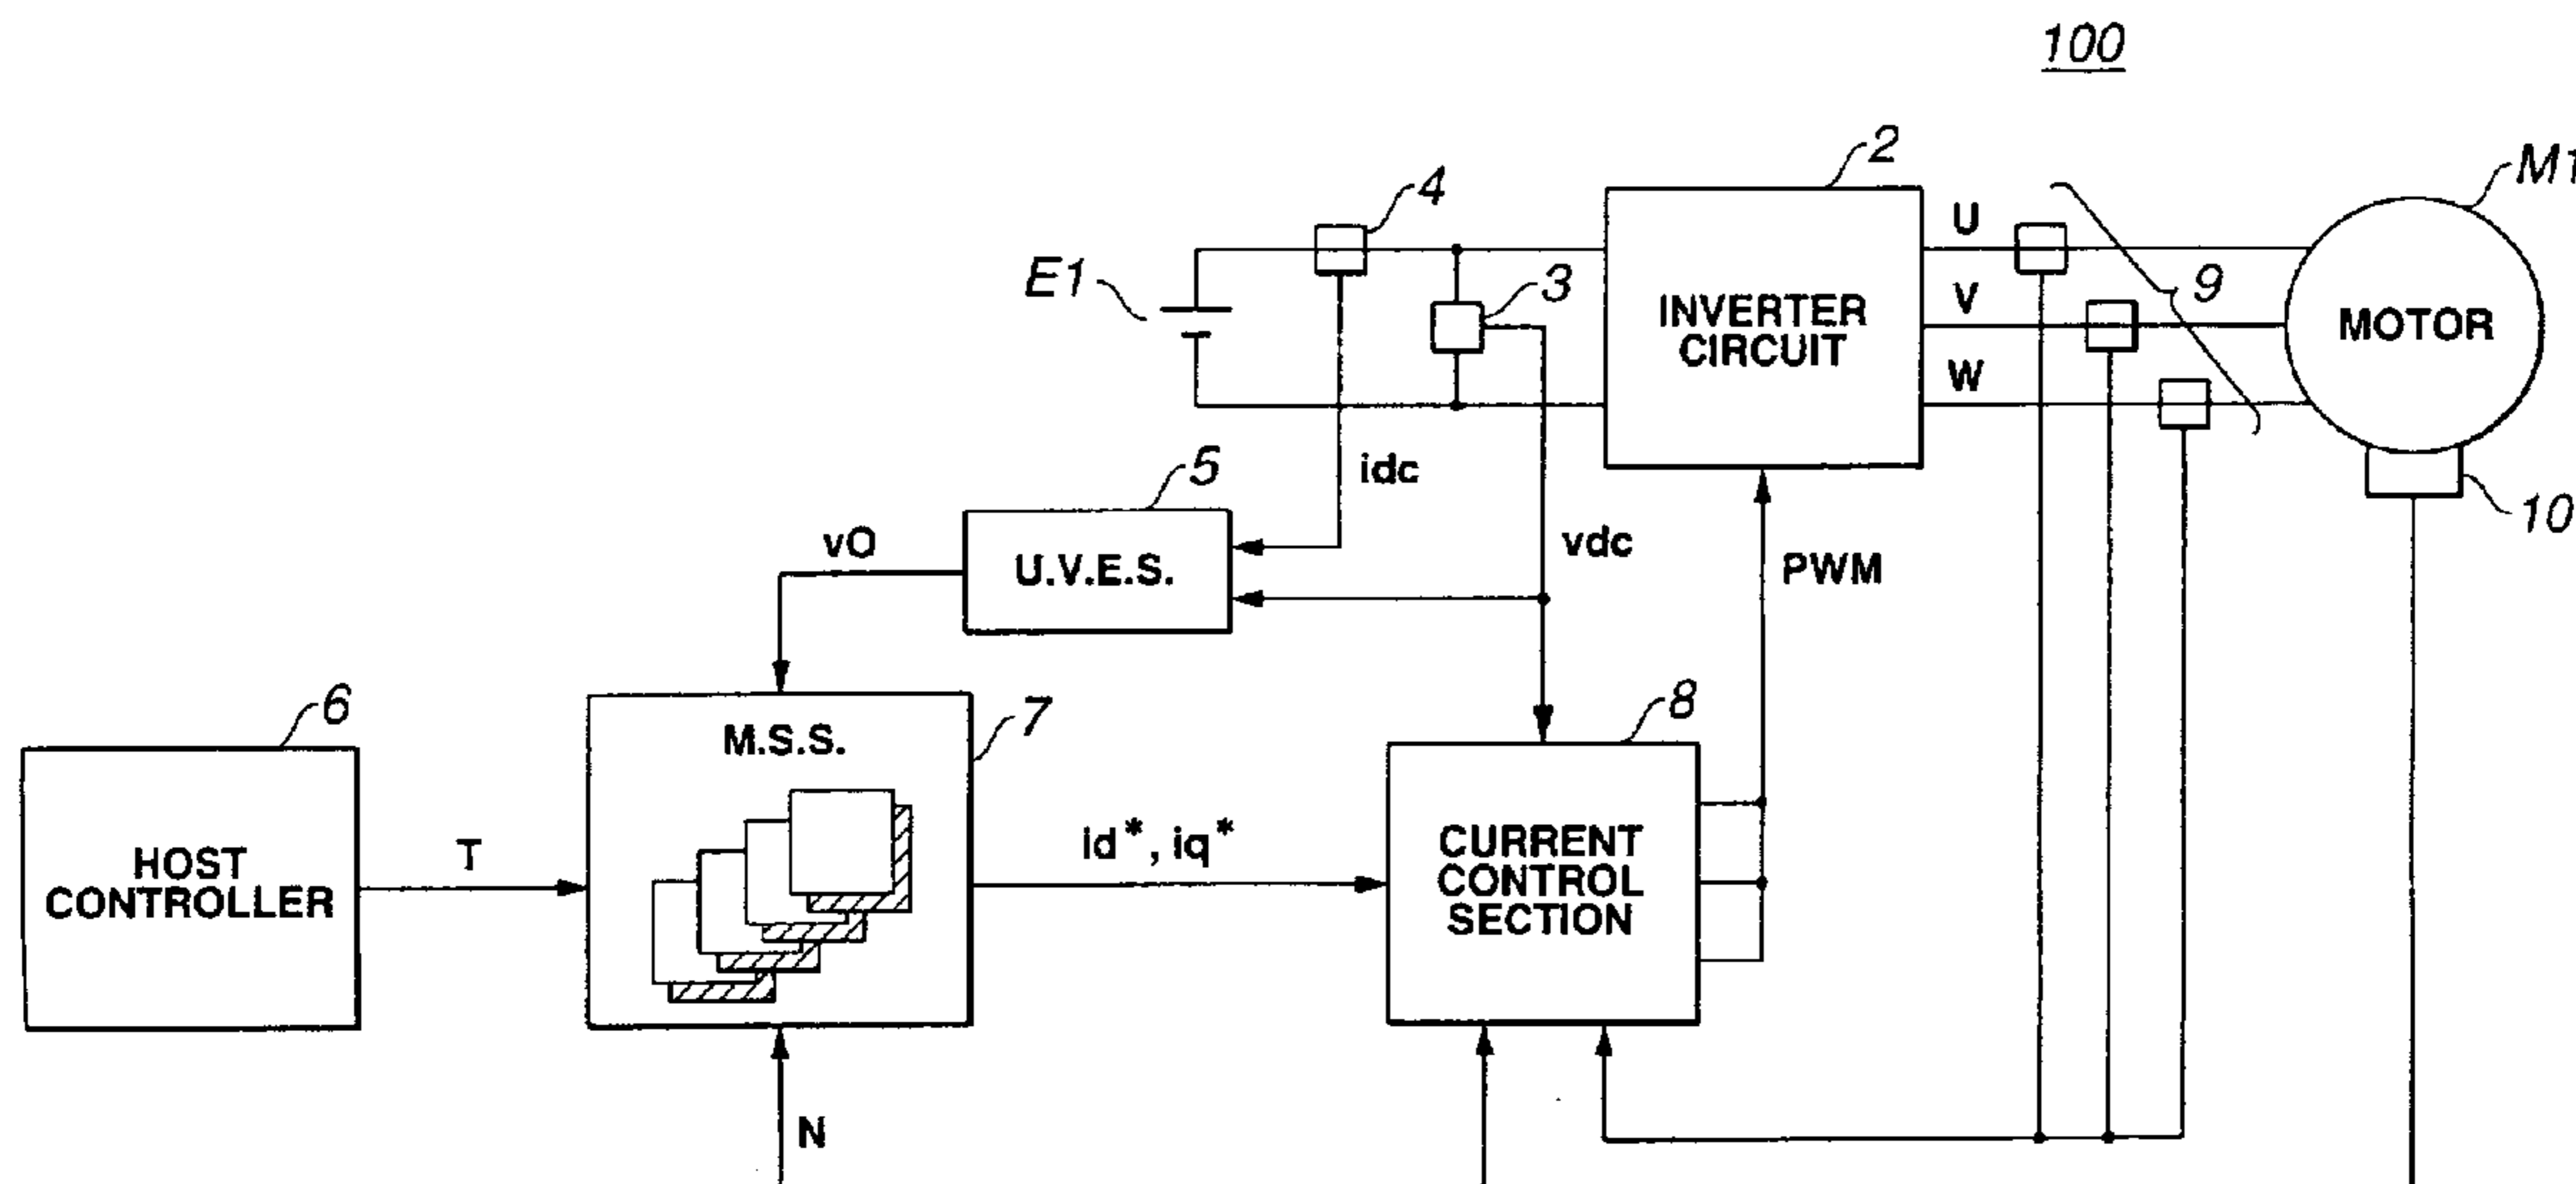 100
2
M1
4
U
E1
3
V
9
INVERTER
CIRCUIT
MOTOR
W
5
idc
10
vO
vdc
U.V.E.S.
PWM
6
7
8
M.S.S.
HOST
CONTROLLER
T
id*, iq*
CURRENT
CONTROL
SECTION
N